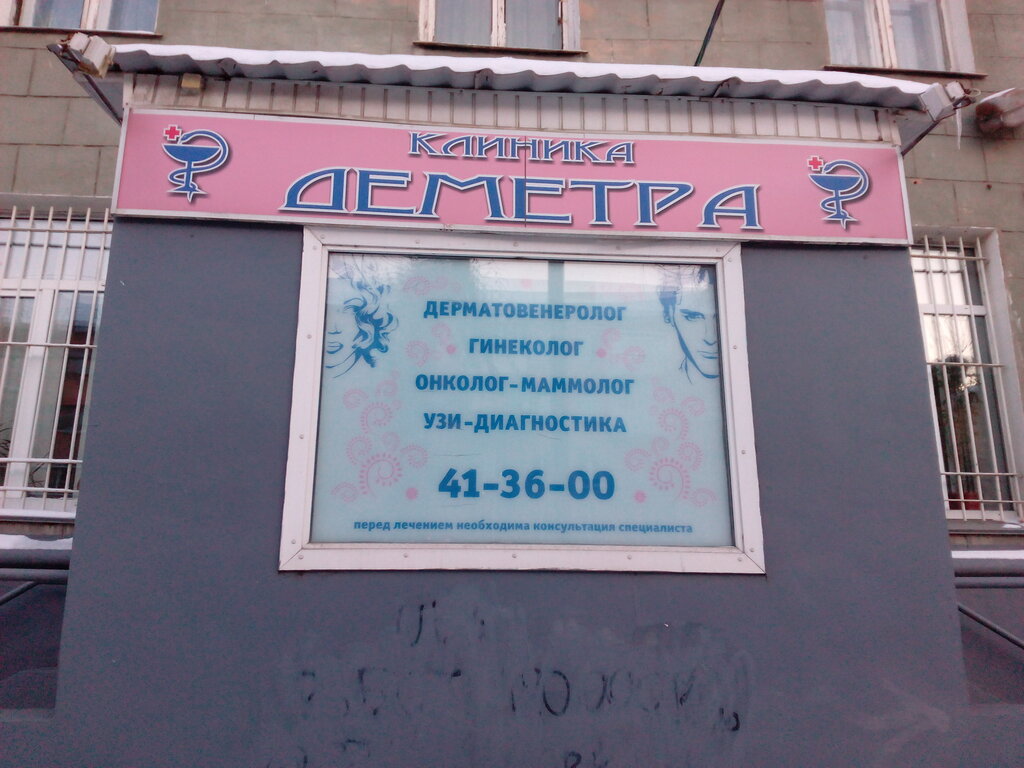 КЛИНИКА
ДЕМЕТРА
ДЕРМАТОВЕНЕРОЛОГ
ГИНЕКОЛОГ
ОНКОЛОГ-МАММОЛОГ
УЗИ-ДИАГНОСТИКА
41-36-00
перед лечением необходима консультация специалиста